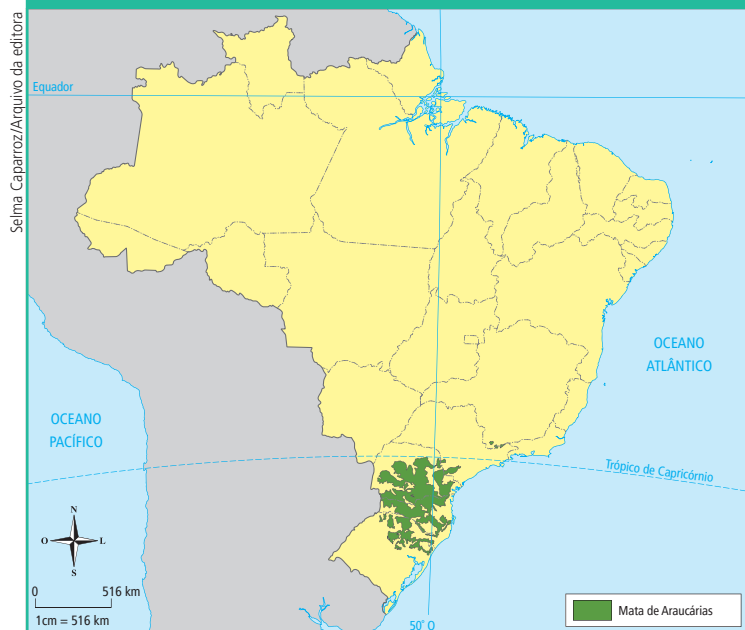 Selma Caparroz/Arquivo da editora
Equador
OCEANO
ATLÂNTICO
OCEANO
PACÍFICO
Trópico de Capricórnio
N
O
L
S
0
516 km
1cm = 516 km
50° O
Mata de Araucárias